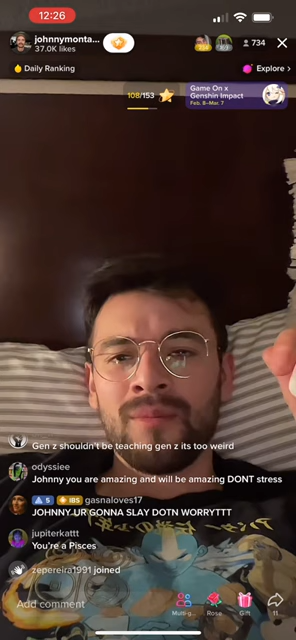 12:26
johnnymonta...
37.0K likes
734
Daily Ranking
Explore >
108/153
Game On x
Genshin Impact
Feb. 8–Mar. 7
Gen z shouldn't be teaching gen z its too weird
odyssiee
Johnny you are amazing and will be amazing DONT stress
5 IBS gasnaloves17
JOHNNY UR GONNA SLAY DOTN WORRYTTT
jupiterkattt
You're a Pisces
zepereira1991 joined
Add comment
Multi-g...
Rose
Gift
11